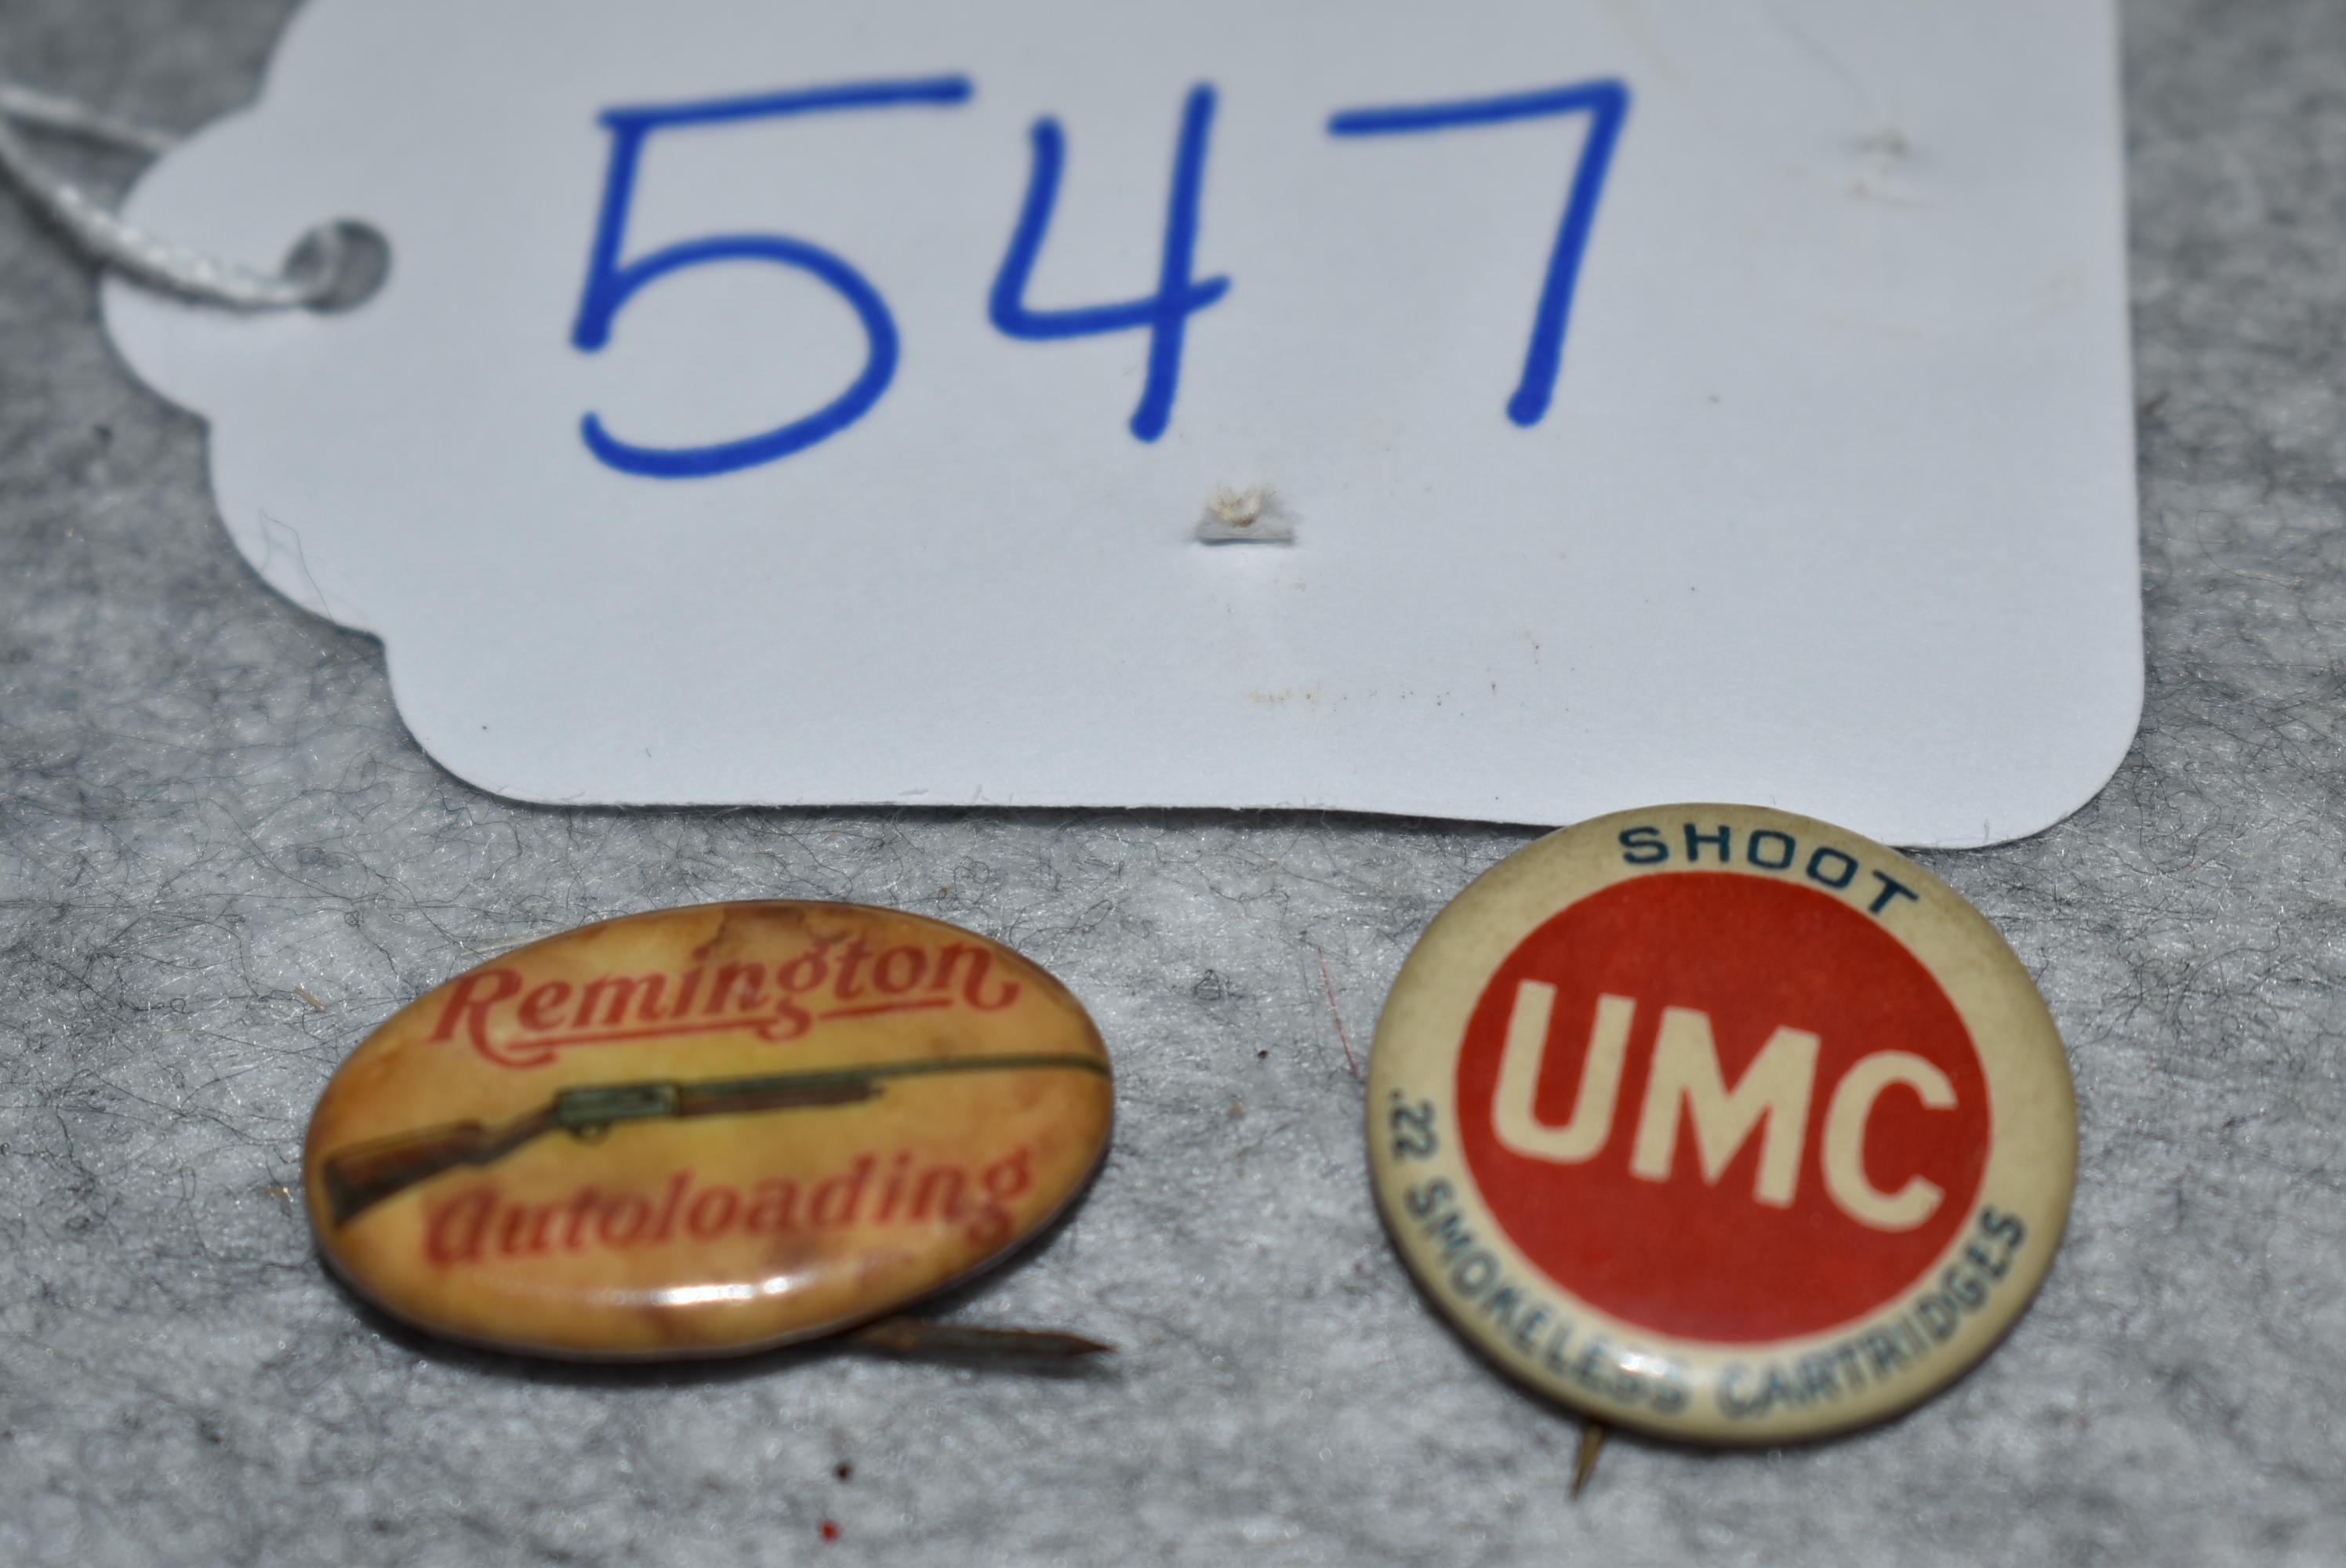 547
Remington
Autoloading
SHOOT
UMC
.22 SMOKELESS CARTRIDGES